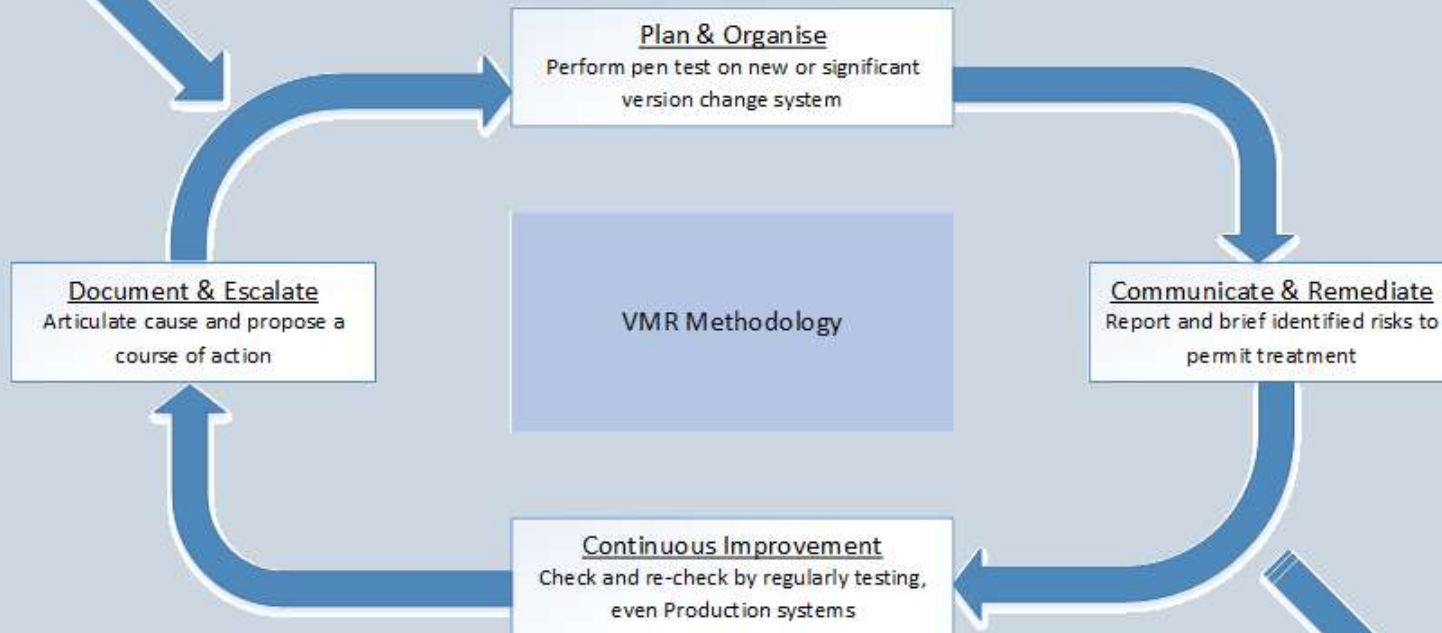 Plan & Organise
Perform pen test on new or significant
version change system
Document & Escalate
Articulate cause and propose a
course of action
VMR Methodology
Communicate & Remediate
Report and brief identified risks to
permit treatment
Continuous Improvement
Check and re-check by regularly testing,
even Production systems